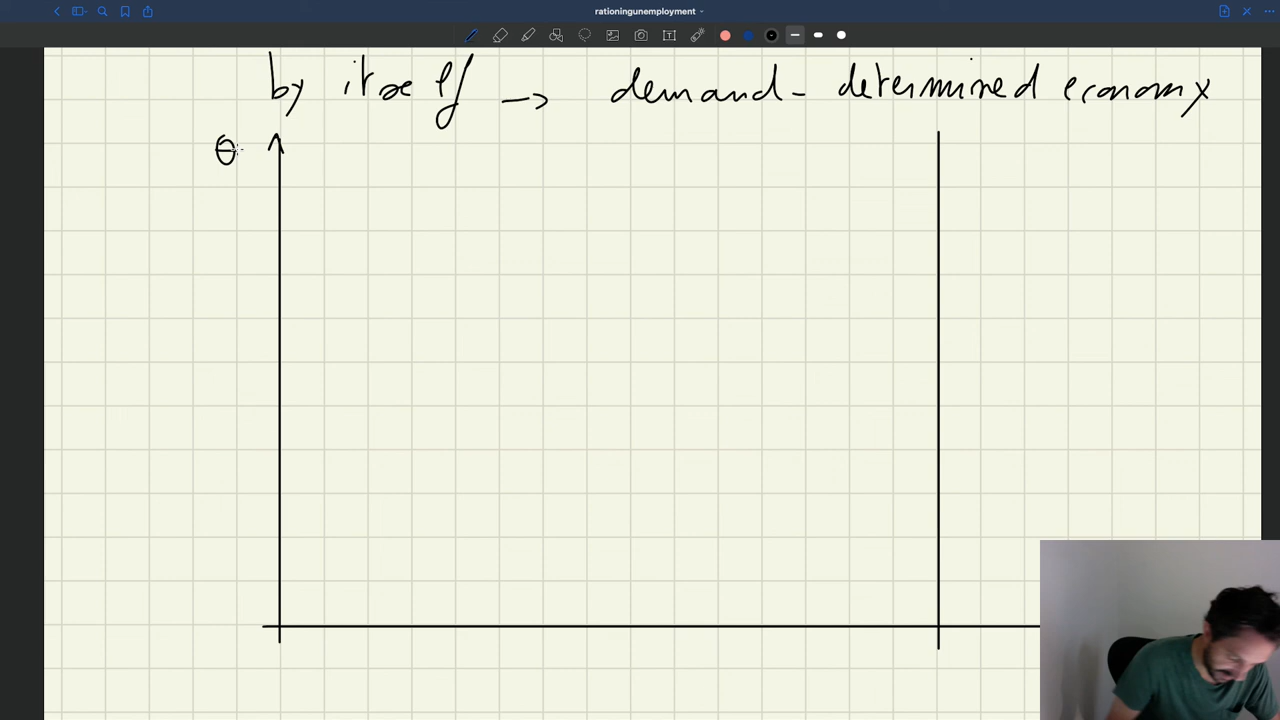 rationingunemployment
by itself → demand-determined economy
θ